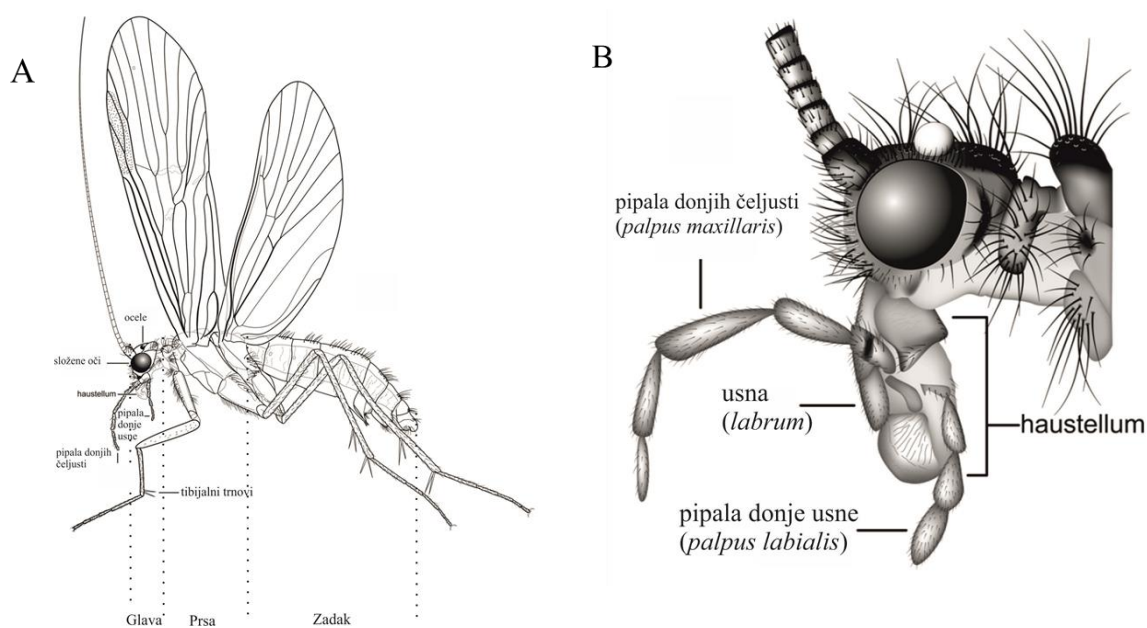 A
ocele
složene oči
haustellum
pipala
donje
usne
pipala donjih
čeljusti
tibijalni trnovi
Glava
Prsa
Zadak
B
pipala donjih čeljusti
(palpus maxillaris)
usna
(labrum)
haustellum
pipala donje usne
(palpus labialis)